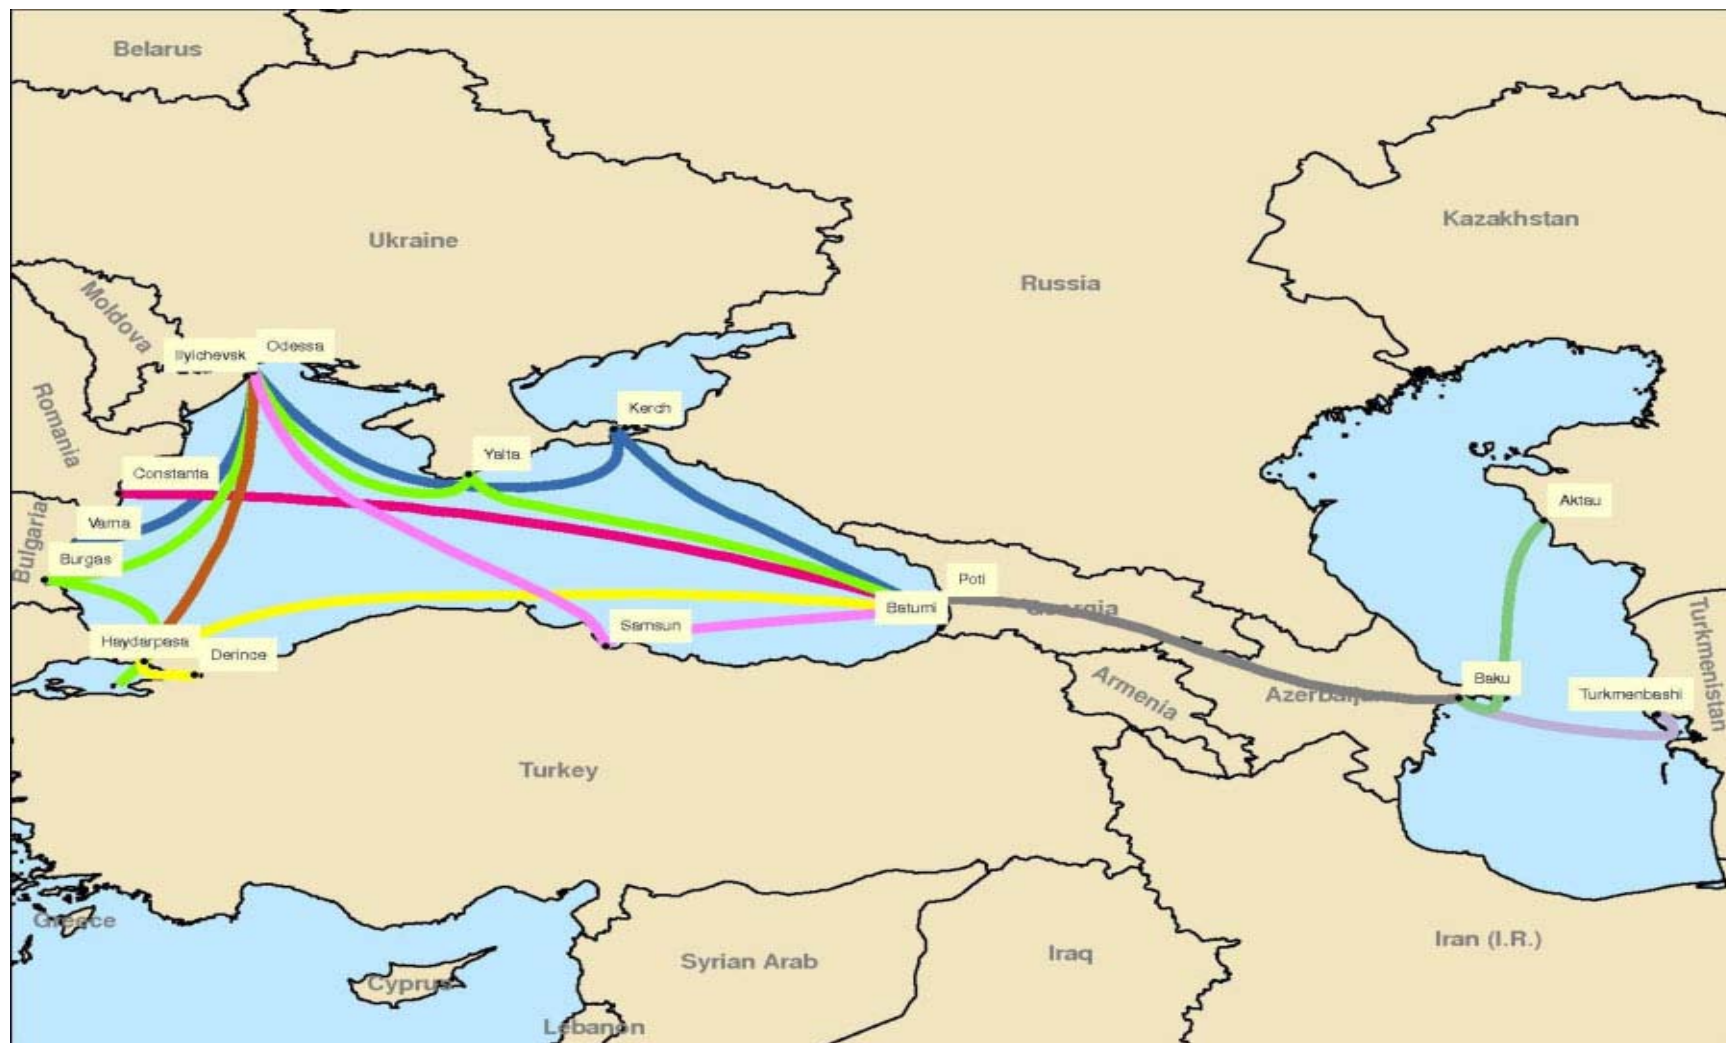 Belarus
Kazakhstan
Ukraine
Russia
Moldova
Odessa
Ilyichevsk
Romania
Kerch
Yalta
Constanta
Aktau
Varna
Bulgaria
Burgas
Poti
Georgia
Batumi
Samsun
Haydarpasa
Derince
Turkmenistan
Baku
Armenia
Azerbaijan
Turkmenbashi
Turkey
Greece
Iran (I.R.)
Iraq
Syrian Arab
Cyprus
Lebanon